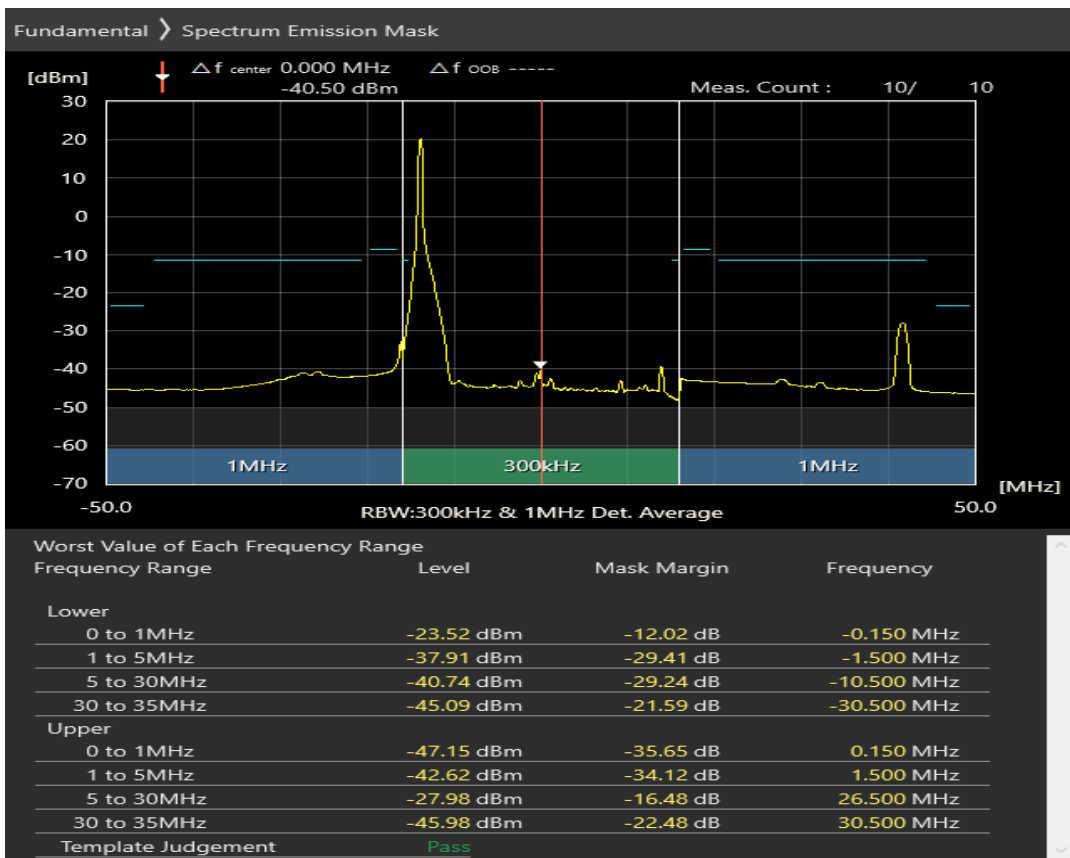 Fundamental ❯ Spectrum Emission Mask
[dBm] △f center 0.000 MHz △f OOB -----
-40.50 dBm Meas. Count : 10/ 10
30
20
10
0
-10
-20
-30
-40
-50
-60
1MHz 300kHz 1MHz
-70
[MHz]
-50.0 RBW:300kHz & 1MHz Det. Average 50.0
Worst Value of Each Frequency Range
Frequency Range Level Mask Margin Frequency
Lower
0 to 1MHz -23.52 dBm -12.02 dB -0.150 MHz
1 to 5MHz -37.91 dBm -29.41 dB -1.500 MHz
5 to 30MHz -40.74 dBm -29.24 dB -10.500 MHz
30 to 35MHz -45.09 dBm -21.59 dB -30.500 MHz
Upper
0 to 1MHz -47.15 dBm -35.65 dB 0.150 MHz
1 to 5MHz -42.62 dBm -34.12 dB 1.500 MHz
5 to 30MHz -27.98 dBm -16.48 dB 26.500 MHz
30 to 35MHz -45.98 dBm -22.48 dB 30.500 MHz
Template Judgement Pass